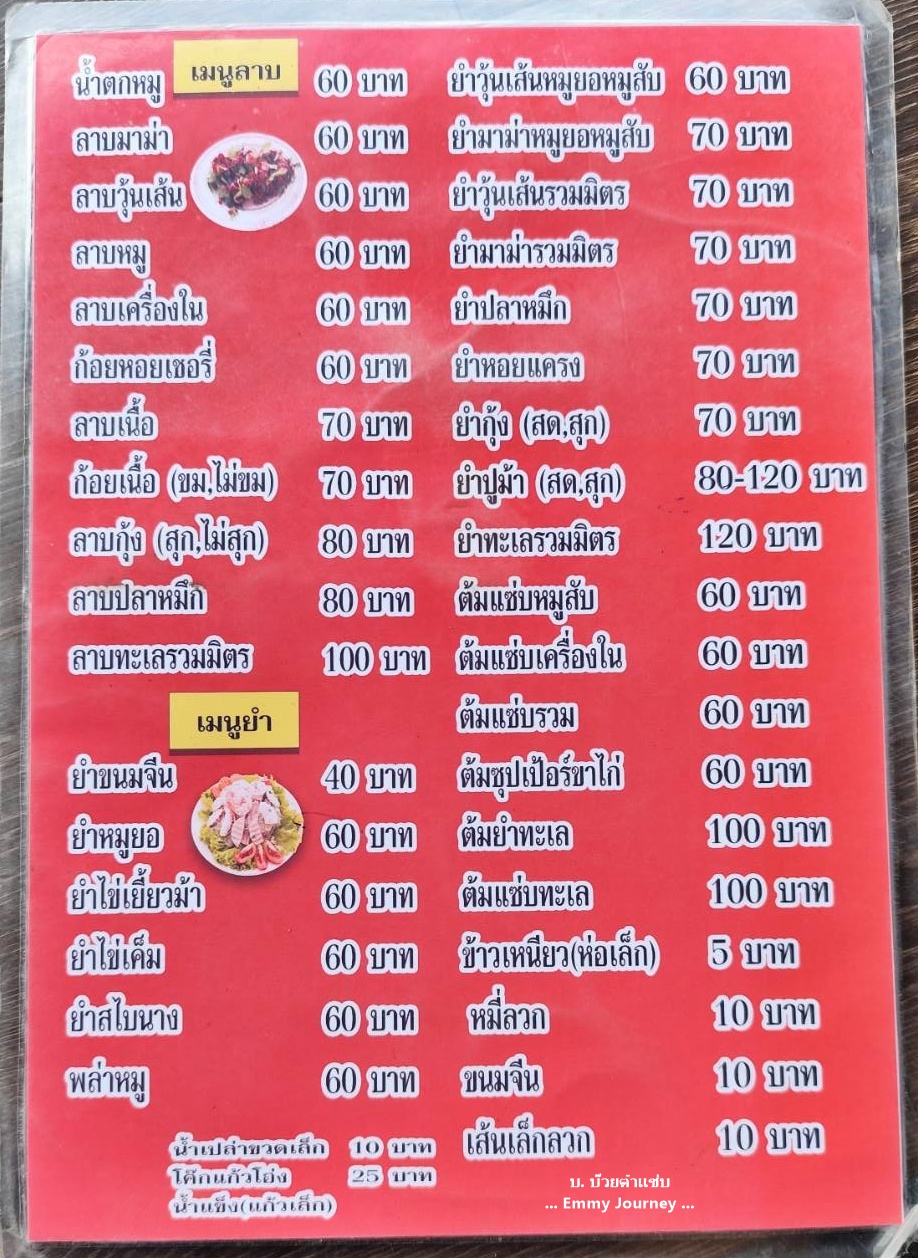 เมนูลาบ
น้ำตกหมู 60 บาท
ลาบมาม่า 60 บาท
ลาบวุ้นเส้น 60 บาท
ลาบหมู 60 บาท
ลาบเครื่องใน 60 บาท
ก้อยหอยเชอรี่ 60 บาท
ลาบเนื้อ 70 บาท
ก้อยเนื้อ (ขม,ไม่ขม) 70 บาท
ลาบกุ้ง (สุก,ไม่สุก) 80 บาท
ลาบปลาหมึก 80 บาท
ลาบทะเลรวมมิตร 100 บาท
เมนูยำ
ยำขนมจีน 40 บาท
ยำหมูยอ 60 บาท
ยำไข่เยี้ยวม้า 60 บาท
ยำไข่เค็ม 60 บาท
ยำสไบนาง 60 บาท
พล่าหมู 60 บาท
น้ำเปล่าขวดเล็ก 10 บาท
โค๊กแก้วโอ่ง 25 บาท
น้ำแข็ง(แก้วเล็ก)
ยำวุ้นเส้นหมูยอหมูสับ 60 บาท
ยำมาม่าหมูยอหมูสับ 70 บาท
ยำวุ้นเส้นรวมมิตร 70 บาท
ยำมาม่ารวมมิตร 70 บาท
ยำปลาหมึก 70 บาท
ยำหอยแครง 70 บาท
ยำกุ้ง (สด,สุก) 70 บาท
ยำปูม้า (สด,สุก) 80-120 บาท
ยำทะเลรวมมิตร 120 บาท
ต้มแซ่บหมูสับ 60 บาท
ต้มแซ่บเครื่องใน 60 บาท
ต้มแซ่บรวม 60 บาท
ต้มซุปเป้อร์ขาไก่ 60 บาท
ต้มยำทะเล 100 บาท
ต้มแซ่บทะเล 100 บาท
ข้าวเหนียว(ห่อเล็ก) 5 บาท
หมี่ลวก 10 บาท
ขนมจีน 10 บาท
เส้นเล็กลวก 10 บาท
บ. บ๊วยตำแซ่บ
... Emmy Journey ...